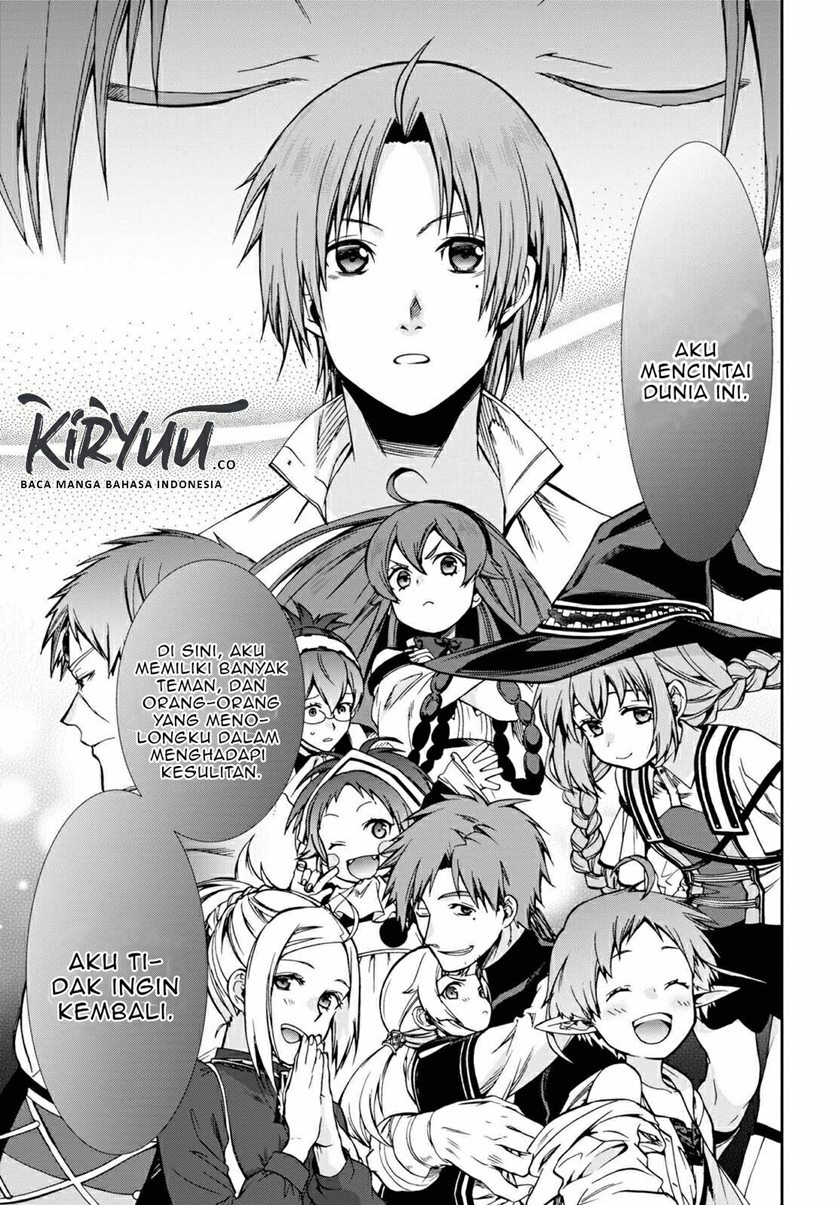 AKU
MENCINTAI
DUNIA INI.
KIRYUU.CO
BACA MANGA BAHASA INDONESIA
DI SINI, AKU
MEMILIKI BANYAK
TEMAN, DAN
ORANG-ORANG
YANG MENO-
LONGKU DALAM
MENGHADAPI
KESULITAN.
AKU TI-
DAK INGIN
KEMBALI.